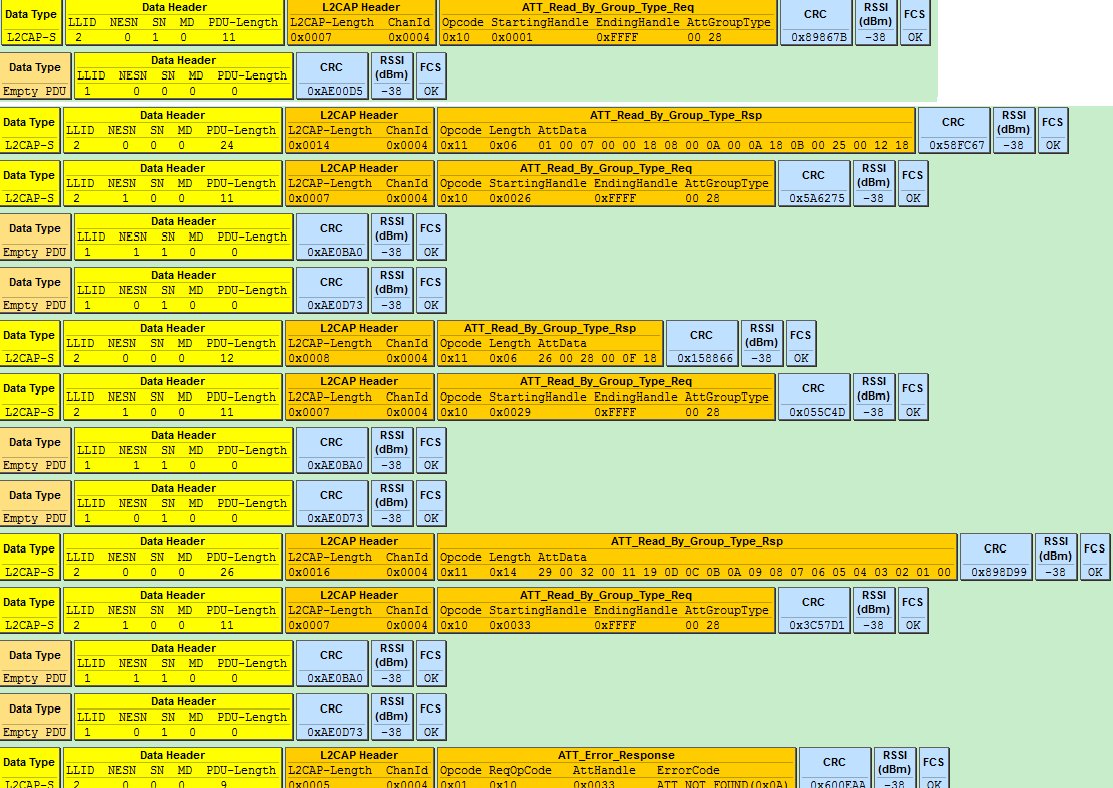 Data Type Data Header L2CAP Header ATT_Read_By_Group_Type_Req CRC RSSI (dBm) FCS
LLID NESN SN MD PDU-Length L2CAP-Length ChanId Opcode StartingHandle EndingHandle AttGroupType
L2CAP-S 2 0 1 0 11 0x0007 0x0004 0x10 0x0001 0xFFFF 00 28 0x89867B -38 OK
Data Type Data Header CRC RSSI (dBm) FCS
LLID NESN SN MD PDU-Length
Empty PDU 1 0 0 0 0 0xAE00D5 -38 OK
Data Type Data Header L2CAP Header ATT_Read_By_Group_Type_Rsp CRC RSSI (dBm) FCS
LLID NESN SN MD PDU-Length L2CAP-Length ChanId Opcode Length AttData
L2CAP-S 2 0 0 0 24 0x0014 0x0004 0x11 0x06 01 00 07 00 00 18 08 00 0A 00 0A 18 0B 00 25 00 12 18 0x58FC67 -38 OK
Data Type Data Header L2CAP Header ATT_Read_By_Group_Type_Req CRC RSSI (dBm) FCS
LLID NESN SN MD PDU-Length L2CAP-Length ChanId Opcode StartingHandle EndingHandle AttGroupType
L2CAP-S 2 1 0 0 11 0x0007 0x0004 0x10 0x0026 0xFFFF 00 28 0x5A6275 -38 OK
Data Type Data Header CRC RSSI (dBm) FCS
LLID NESN SN MD PDU-Length
Empty PDU 1 1 1 0 0 0xAE0BA0 -38 OK
Data Type Data Header CRC RSSI (dBm) FCS
LLID NESN SN MD PDU-Length
Empty PDU 1 0 1 0 0 0xAE0D73 -38 OK
Data Type Data Header L2CAP Header ATT_Read_By_Group_Type_Rsp CRC RSSI (dBm) FCS
LLID NESN SN MD PDU-Length L2CAP-Length ChanId Opcode Length AttData
L2CAP-S 2 0 0 0 12 0x0008 0x0004 0x11 0x06 26 00 28 00 0F 18 0x158866 -38 OK
Data Type Data Header L2CAP Header ATT_Read_By_Group_Type_Req CRC RSSI (dBm) FCS
LLID NESN SN MD PDU-Length L2CAP-Length ChanId Opcode StartingHandle EndingHandle AttGroupType
L2CAP-S 2 1 0 0 11 0x0007 0x0004 0x10 0x0029 0xFFFF 00 28 0x055C4D -38 OK
Data Type Data Header CRC RSSI (dBm) FCS
LLID NESN SN MD PDU-Length
Empty PDU 1 1 1 0 0 0xAE0BA0 -38 OK
Data Type Data Header CRC RSSI (dBm) FCS
LLID NESN SN MD PDU-Length
Empty PDU 1 0 1 0 0 0xAE0D73 -38 OK
Data Type Data Header L2CAP Header ATT_Read_By_Group_Type_Rsp CRC RSSI (dBm) FCS
LLID NESN SN MD PDU-Length L2CAP-Length ChanId Opcode Length AttData
L2CAP-S 2 0 0 0 26 0x0016 0x0004 0x11 0x14 29 00 32 00 11 19 0D 0C 0B 0A 09 08 07 06 05 04 03 02 01 00 0x898D99 -38 OK
Data Type Data Header L2CAP Header ATT_Read_By_Group_Type_Req CRC RSSI (dBm) FCS
LLID NESN SN MD PDU-Length L2CAP-Length ChanId Opcode StartingHandle EndingHandle AttGroupType
L2CAP-S 2 1 0 0 11 0x0007 0x0004 0x10 0x0033 0xFFFF 00 28 0x3C57D1 -38 OK
Data Type Data Header CRC RSSI (dBm) FCS
LLID NESN SN MD PDU-Length
Empty PDU 1 1 1 0 0 0xAE0BA0 -38 OK
Data Type Data Header CRC RSSI (dBm) FCS
LLID NESN SN MD PDU-Length
Empty PDU 1 0 1 0 0 0xAE0D73 -38 OK
Data Type Data Header L2CAP Header ATT_Error_Response CRC RSSI (dBm) FCS
LLID NESN SN MD PDU-Length L2CAP-Length ChanId Opcode ReqOpCode AttHandle ErrorCode
L2CAP-S 2 0 0 0 9 0x0005 0x0004 0x01 0x10 0x0033 ATT_NOT_FOUND(0x0A) 0x600EAA -38 OK